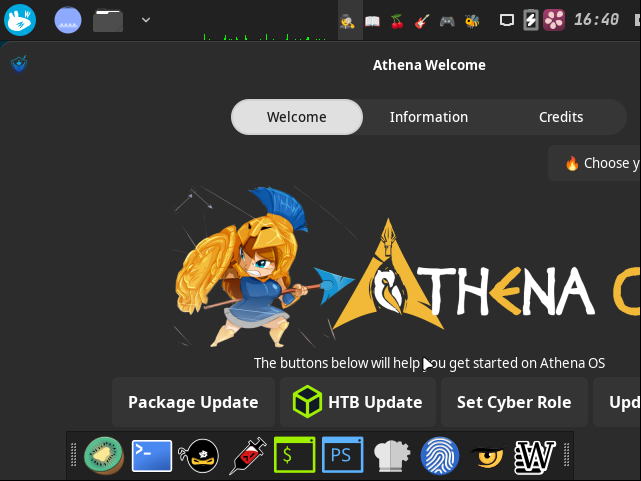 16:40
Athena Welcome
Welcome Information Credits
🔥 Choose y
ATHENA
The buttons below will help you get started on Athena OS
Package Update HTB Update Set Cyber Role Upd
>_ $ PS W